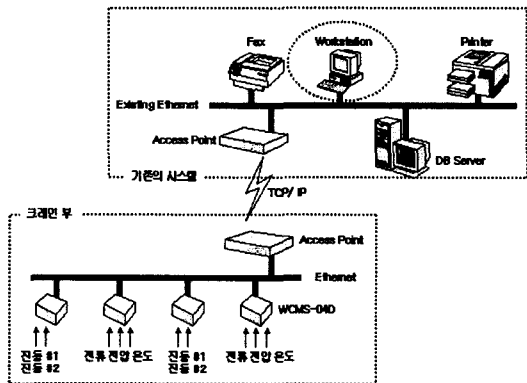 Fax
Workstation
Printer
Existing Ethernet
Access Point
DB Server
기존의 시스템
TCP/ IP
크레인 부
Access Point
Ethernet
WCMS-04D
진동 #1
진동 #2
전류 전압 온도
진동 #1
진동 #2
전류 전압 온도